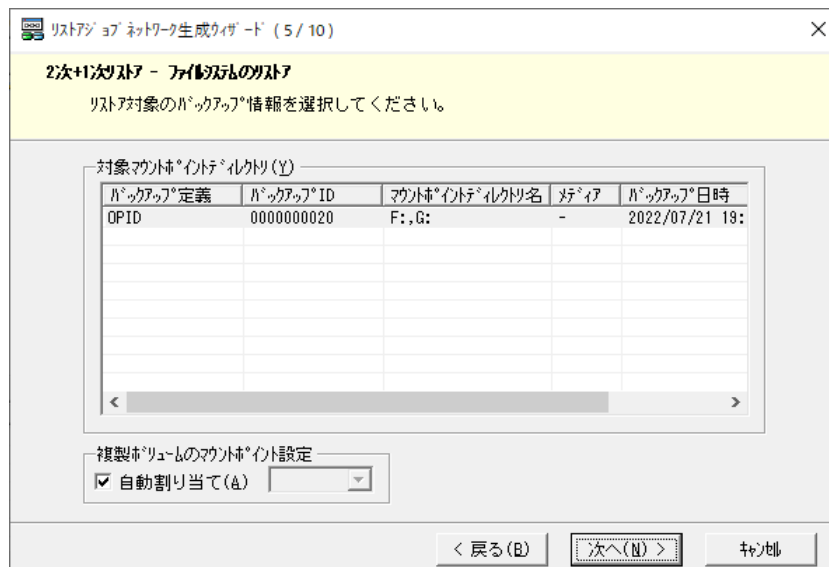 ﾘｽﾄｱｼﾞｮﾌﾞﾈｯﾄﾜｰｸ生成ｳｨｻﾞｰﾄﾞ ( 5 / 10 )
2次+1次ﾘｽﾄｱ - ﾌｧｲﾙｼｽﾃﾑのﾘｽﾄｱ
ﾘｽﾄｱ対象のﾊﾞｯｸｱｯﾌﾟ情報を選択してください。
対象ﾏｳﾝﾄﾎﾟｲﾝﾄﾃﾞｨﾚｸﾄﾘ(Y)
ﾊﾞｯｸｱｯﾌﾟ定義 ﾊﾞｯｸｱｯﾌﾟID ﾏｳﾝﾄﾎﾟｲﾝﾄﾃﾞｨﾚｸﾄﾘ名 ﾒﾃﾞｨｱ ﾊﾞｯｸｱｯﾌﾟ日時
OPID 0000000020 F:,G: - 2022/07/21 19:
複製ﾎﾞﾘｭｰﾑのﾏｳﾝﾄﾎﾟｲﾝﾄ設定
自動割り当て(A)
< 戻る(B) 次へ(N) > ｷｬﾝｾﾙ